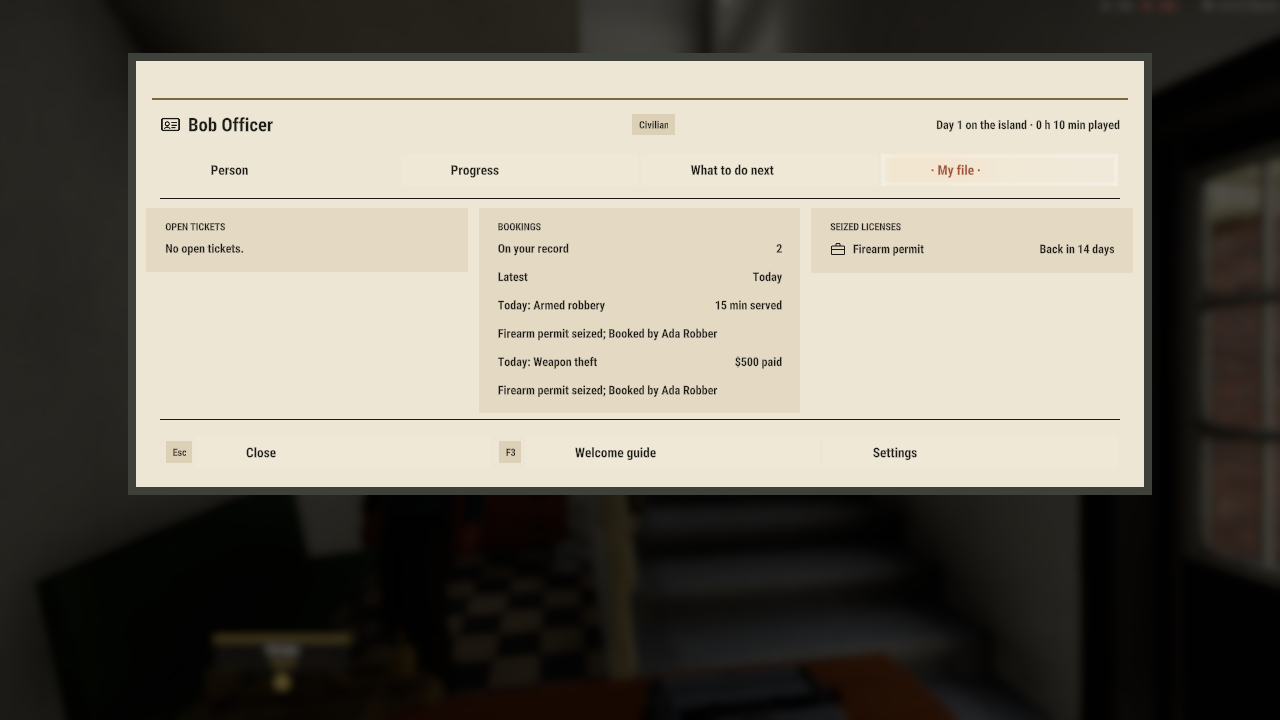 Bob Officer
Civilian
Day 1 on the island · 0 h 10 min played
Person
Progress
What to do next
· My file ·
OPEN TICKETS
No open tickets.
BOOKINGS
On your record 2
Latest Today
Today: Armed robbery 15 min served
Firearm permit seized; Booked by Ada Robber
Today: Weapon theft $500 paid
Firearm permit seized; Booked by Ada Robber
SEIZED LICENSES
Firearm permit Back in 14 days
Esc Close
F3 Welcome guide
Settings